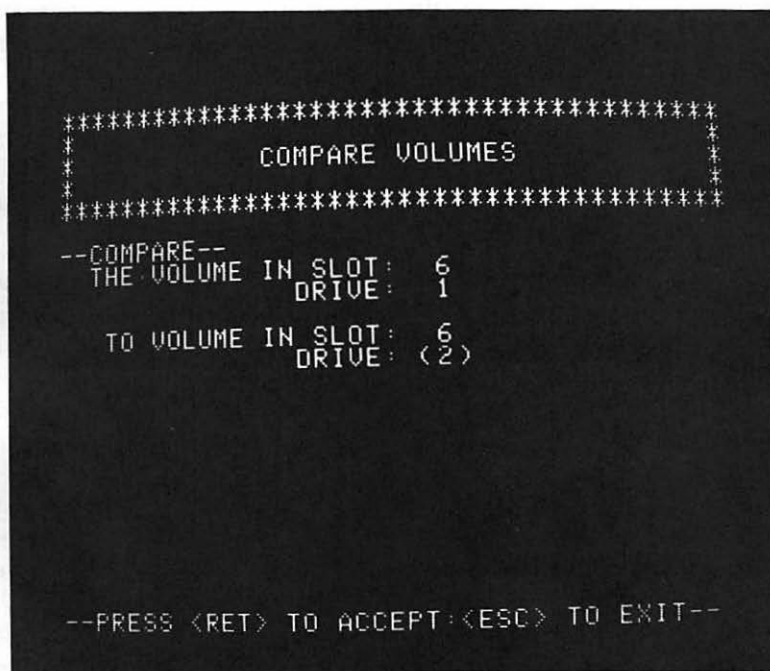 ****************************************
* COMPARE VOLUMES *
****************************************
--COMPARE--
THE VOLUME IN SLOT: 6
DRIVE: 1
TO VOLUME IN SLOT: 6
DRIVE: (2)
--PRESS <RET> TO ACCEPT:<ESC> TO EXIT--